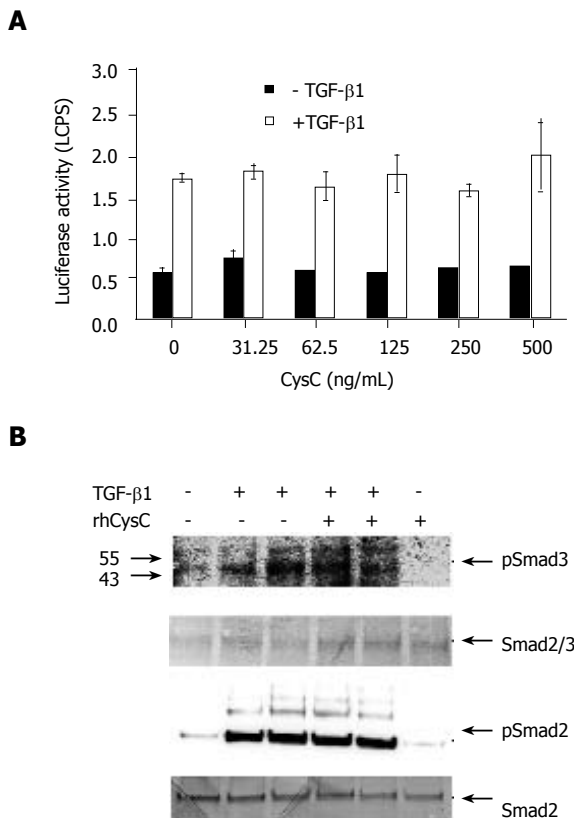 A
3.0
2.5
2.0
1.5
1.0
0.5
0.0
Luciferase activity (LCPS)
- TGF-β1
+TGF-β1
0 31.25 62.5 125 250 500
CysC (ng/mL)
B
TGF-β1 - + + + + -
rhCysC - - - + + +
55
43
pSmad3
Smad2/3
pSmad2
Smad2